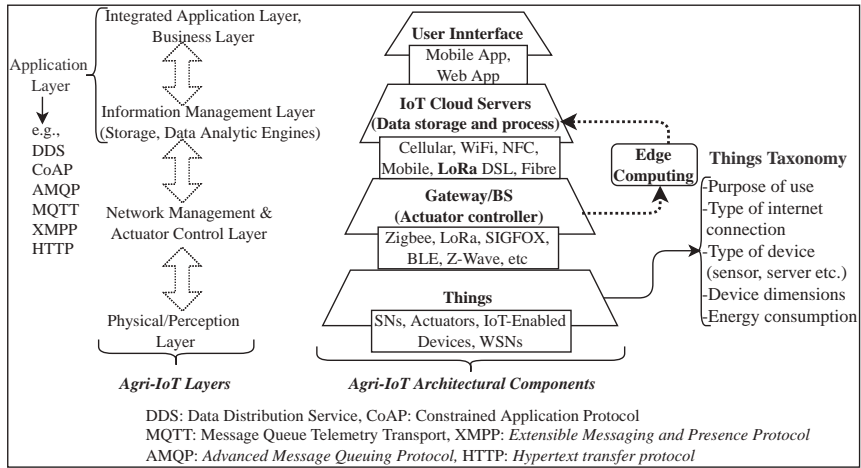 Integrated Application Layer,
Business Layer
Application
Layer
e.g.,
DDS
CoAP
AMQP
MQTT
XMPP
HTTP
Information Management Layer
(Storage, Data Analytic Engines)
Network Management &
Actuator Control Layer
Physical/Perception
Layer
Agri-IoT Layers
User Innterface
Mobile App,
Web App
IoT Cloud Servers
(Data storage and process)
Cellular, WiFi, NFC,
Mobile, LoRa DSL, Fibre
Gateway/BS
(Actuator controller)
Zigbee, LoRa, SIGFOX,
BLE, Z-Wave, etc
Things
SNs, Actuators, IoT-Enabled
Devices, WSNs
Agri-IoT Architectural Components
Edge
Computing
Things Taxonomy
-Purpose of use
-Type of internet
connection
-Type of device
(sensor, server etc.)
-Device dimensions
-Energy consumption
DDS: Data Distribution Service, CoAP: Constrained Application Protocol
MQTT: Message Queue Telemetry Transport, XMPP: Extensible Messaging and Presence Protocol
AMQP: Advanced Message Queuing Protocol, HTTP: Hypertext transfer protocol